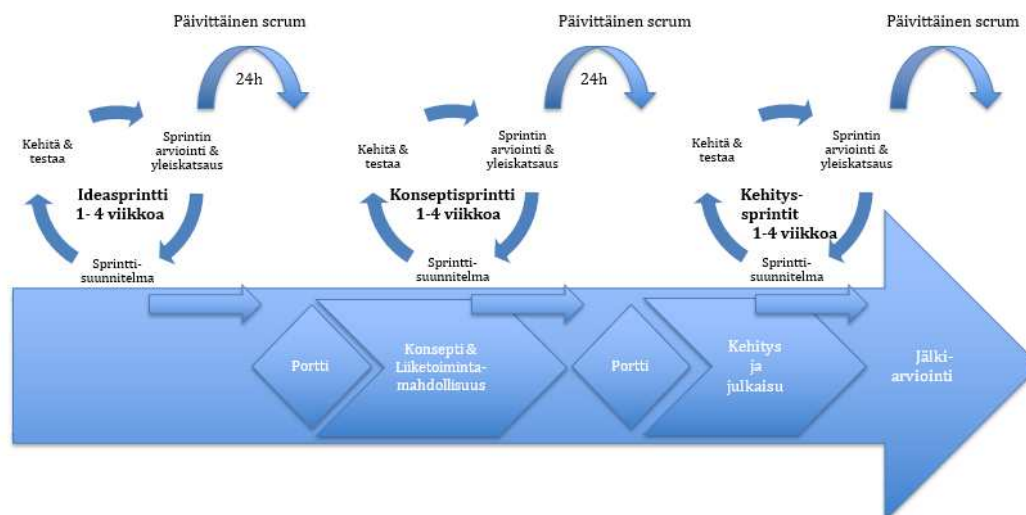 Päivittäinen scrum
24h
Kehitä &
testaa
Sprintin
arviointi &
yleiskatsaus
Ideasprintti
1- 4 viikkoa
Sprintti-
suunnitelma
Päivittäinen scrum
24h
Kehitä &
testaa
Sprintin
arviointi &
yleiskatsaus
Konseptisprintti
1-4 viikkoa
Sprintti-
suunnitelma
Päivittäinen scrum
Kehitä &
testaa
Sprintin
arviointi &
yleiskatsaus
Kehitys-
sprintit
1-4 viikkoa
Sprintti-
suunnitelma
Portti
Konsepti &
Liiketoiminta-
mahdollisuus
Portti
Kehitys
ja
julkaisu
Jälki-
arviointi